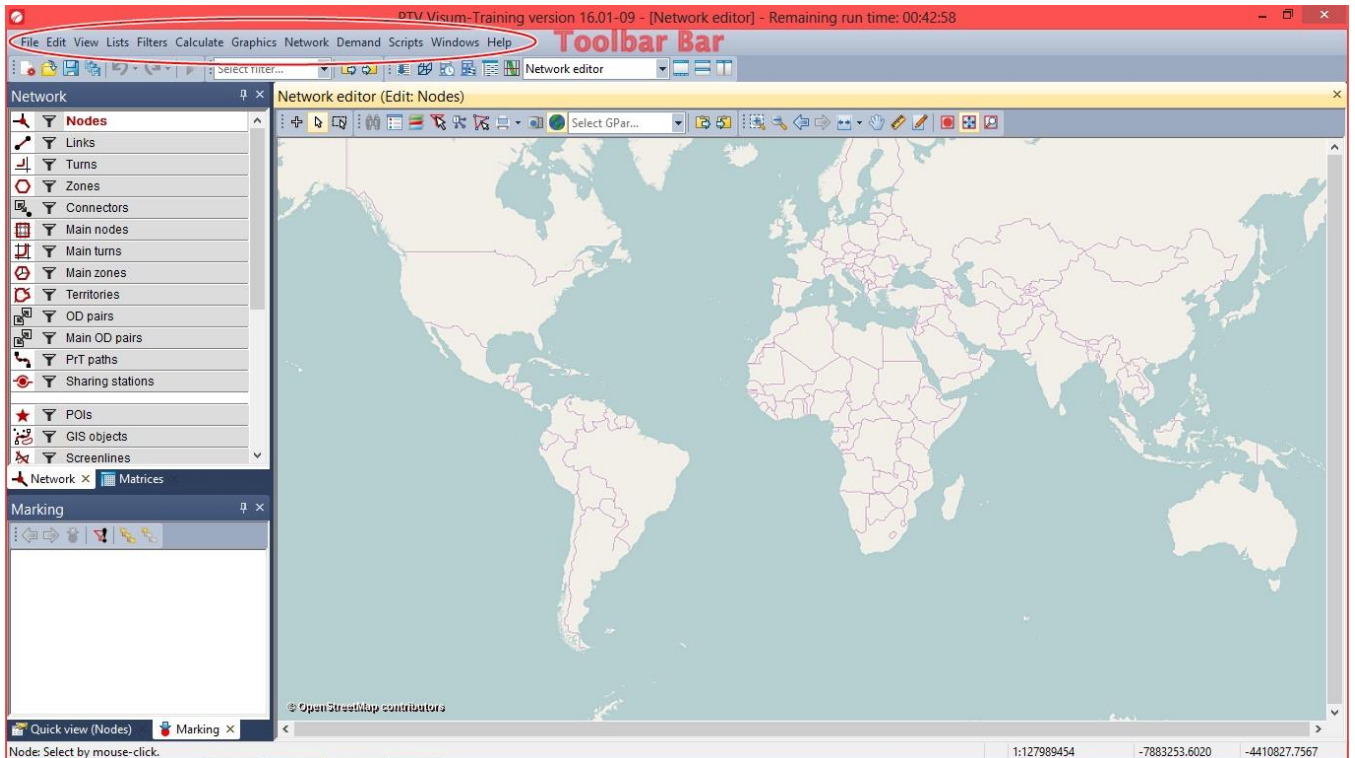 PTV Visum-Training version 16.01-09 - [Network editor] - Remaining run time: 00:42:58
File Edit View Lists Filters Calculate Graphics Network Demand Scripts Windows Help
Toolbar Bar
Select filter... Network editor
Network
Network editor (Edit: Nodes)
Select GPar...
Nodes
Links
Turns
Zones
Connectors
Main nodes
Main turns
Main zones
Territories
OD pairs
Main OD pairs
PrT paths
Sharing stations
POIs
GIS objects
Screenlines
Network Matrices
Marking
© OpenStreetMap contributors
Quick view (Nodes) Marking
Node: Select by mouse-click. 1:127989454 -7883253.6020 -4410827.7567